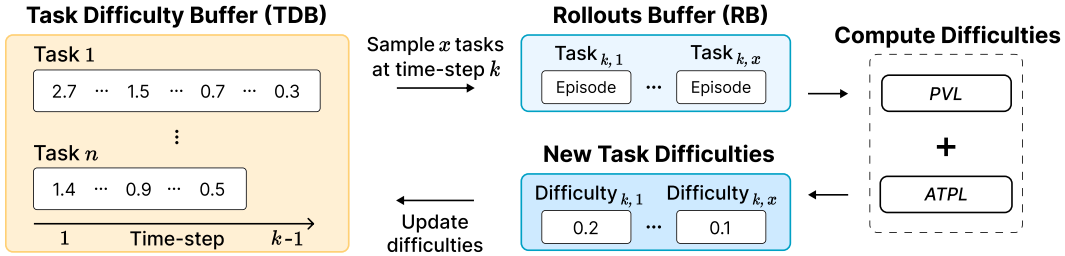 Task Difficulty Buffer (TDB)
Task 1
2.7 ... 1.5 ... 0.7 ... 0.3
⋮
Task n
1.4 ... 0.9 ... 0.5
1 Time-step k-1
Sample x tasks
at time-step k
Update
difficulties
Rollouts Buffer (RB)
Task k, 1 Task k, x
Episode ... Episode
New Task Difficulties
Difficulty k, 1 Difficulty k, x
0.2 ... 0.1
Compute Difficulties
PVL
+
ATPL